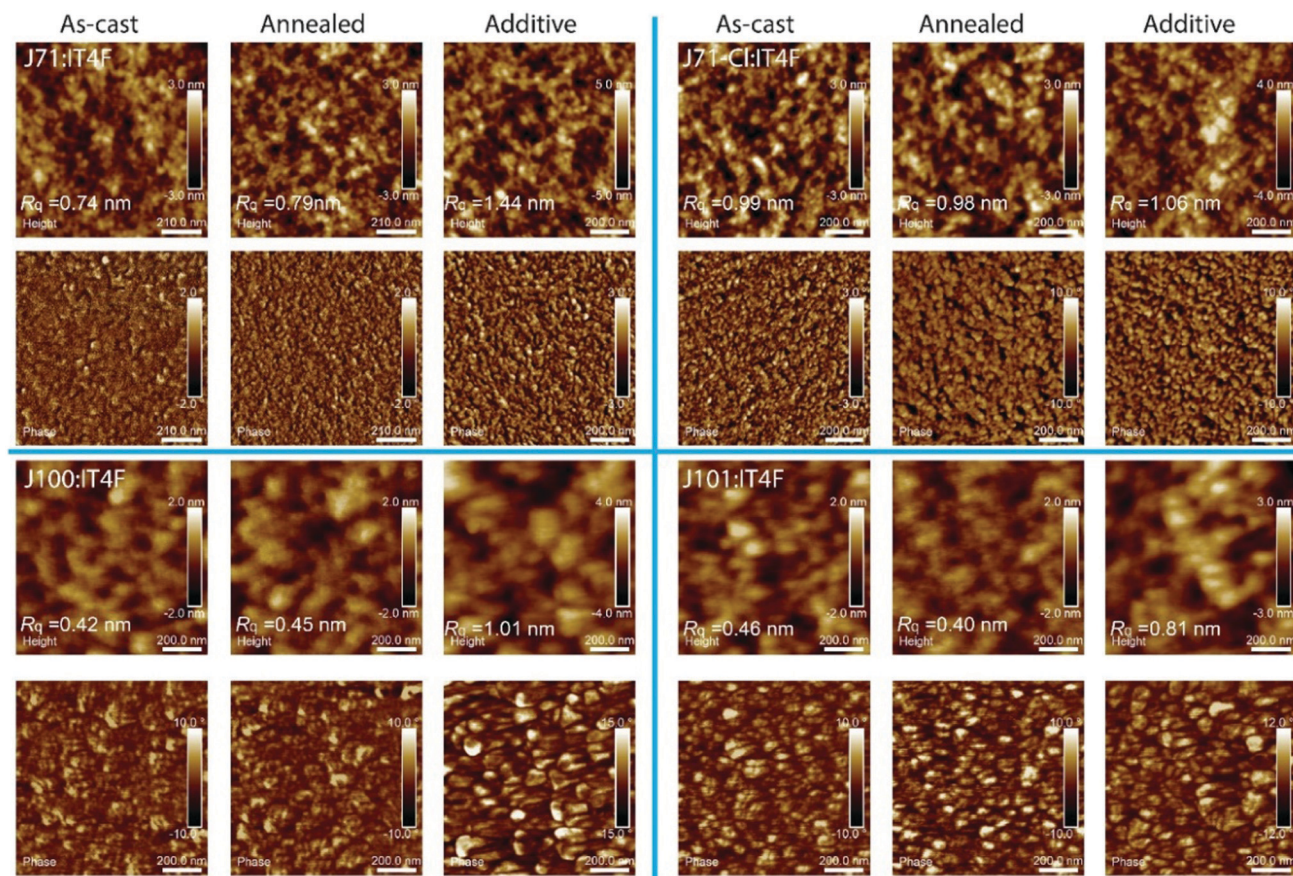 As-cast Annealed Additive As-cast Annealed Additive
J71:IT4F J71-Cl:IT4F
3.0 nm 3.0 nm 5.0 nm 3.0 nm 3.0 nm 4.0 nm
-3.0 nm -3.0 nm -5.0 nm -3.0 nm -3.0 nm -4.0 nm
Rq =0.74 nm Rq =0.79nm Rq =1.44 nm Rq =0.99 nm Rq =0.98 nm Rq =1.06 nm
Height 210.0 nm Height 210.0 nm Height 200.0 nm Height 200.0 nm Height 200.0 nm Height 200.0 nm
2.0 ° 2.0 ° 3.0 ° 3.0 ° 10.0 ° 10.0 °
-2.0 ° -2.0 ° -3.0 ° 3.0 ° 10.0 ° -10.0 °
Phase 210.0 nm Phase 210.0 nm Phase 200.0 nm Phase 200.0 nm Phase 200.0 nm Phase 200.0 nm
J100:IT4F J101:IT4F
2.0 nm 2.0 nm 4.0 nm 2.0 nm 2.0 nm 3.0 nm
-2.0 nm -2.0 nm -4.0 nm -2.0 nm -2.0 nm -3.0 nm
Rq =0.42 nm Rq =0.45 nm Rq =1.01 nm Rq =0.46 nm Rq =0.40 nm Rq =0.81 nm
Height 200.0 nm Height 200.0 nm Height 200.0 nm Height 200.0 nm Height 200.0 nm Height 200.0 nm
10.0 ° 10.0 ° 15.0 ° 10.0 ° 10.0 ° 12.0 °
-10.0 ° -10.0 ° -15.0 ° -10.0 ° -10.0 ° -12.0 °
Phase 200.0 nm Phase 200.0 nm Phase 200.0 nm Phase 200.0 nm Phase 200.0 nm Phase 200.0 nm